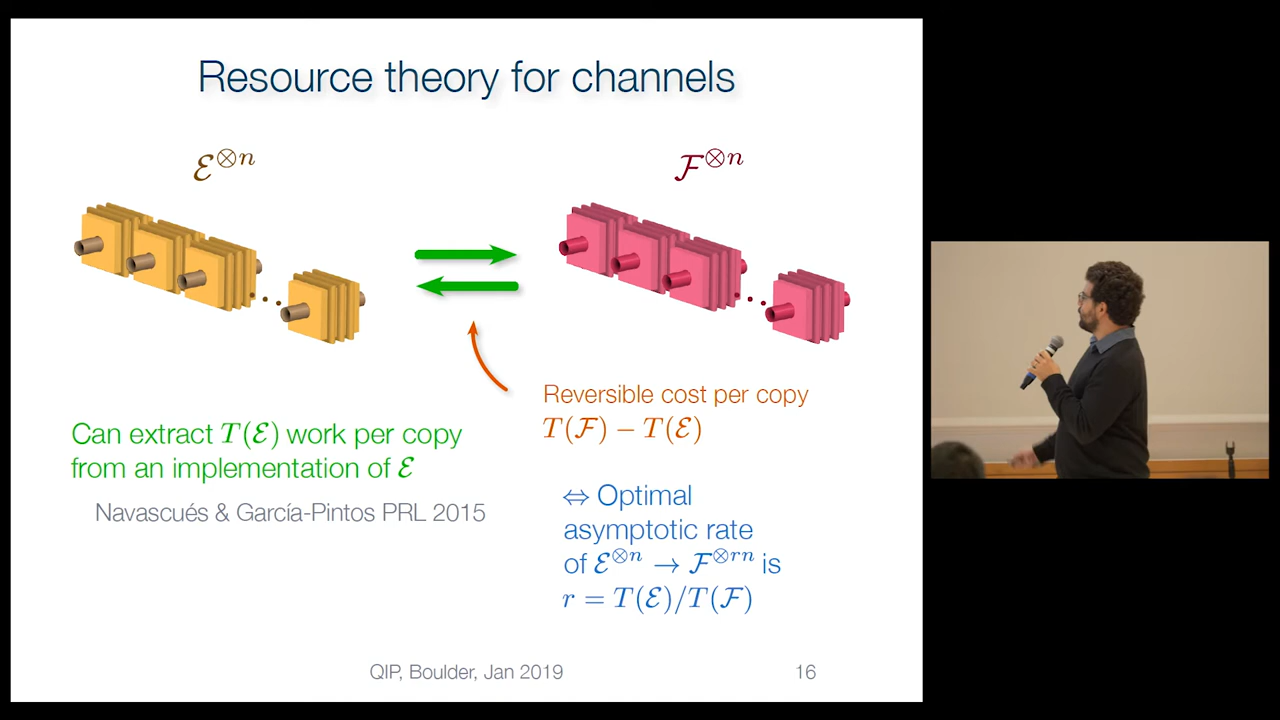 Resource theory for channels
ℰ⊗n
ℱ⊗n
Reversible cost per copy
T(ℱ) − T(ℰ)
Can extract T(ℰ) work per copy
from an implementation of ℰ
Navascués & García-Pintos PRL 2015
⇔ Optimal
asymptotic rate
of ℰ⊗n → ℱ⊗rn is
r = T(ℰ)/T(ℱ)
QIP, Boulder, Jan 2019
16